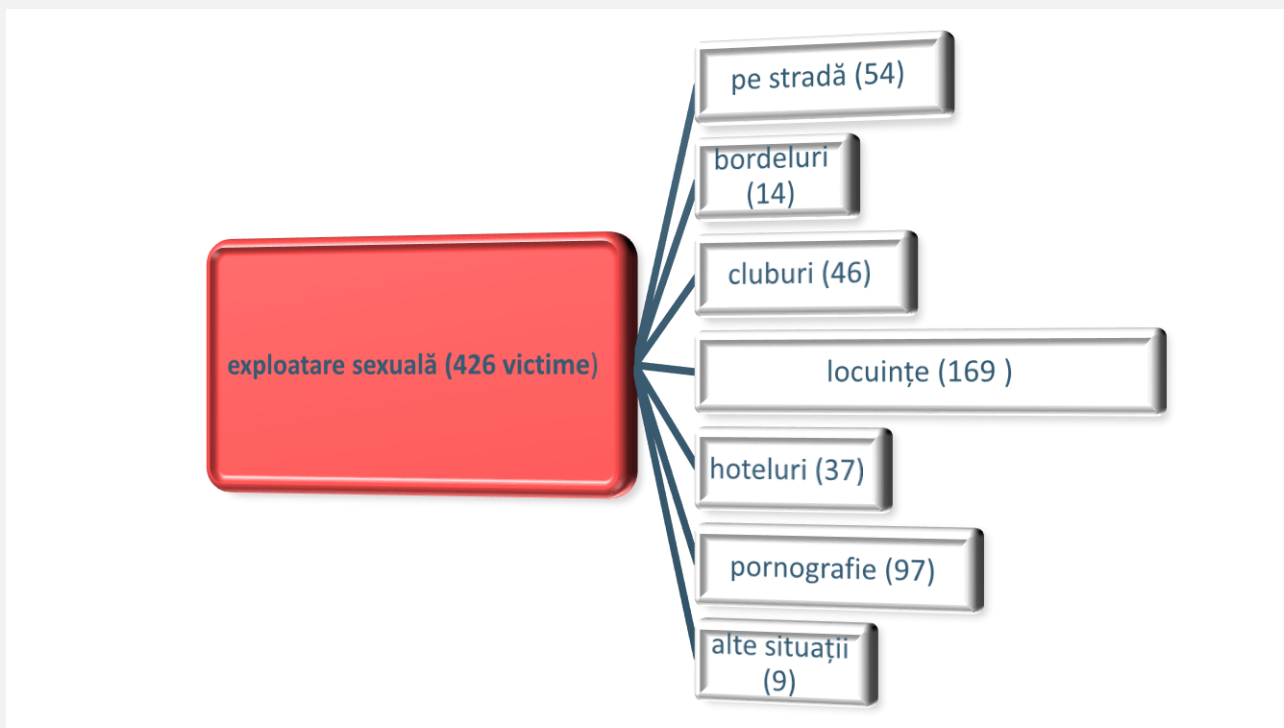 pe stradă (54)
bordeluri
(14)
cluburi (46)
exploatare sexuală (426 victime)
locuințe (169 )
hoteluri (37)
pornografie (97)
alte situații
(9)